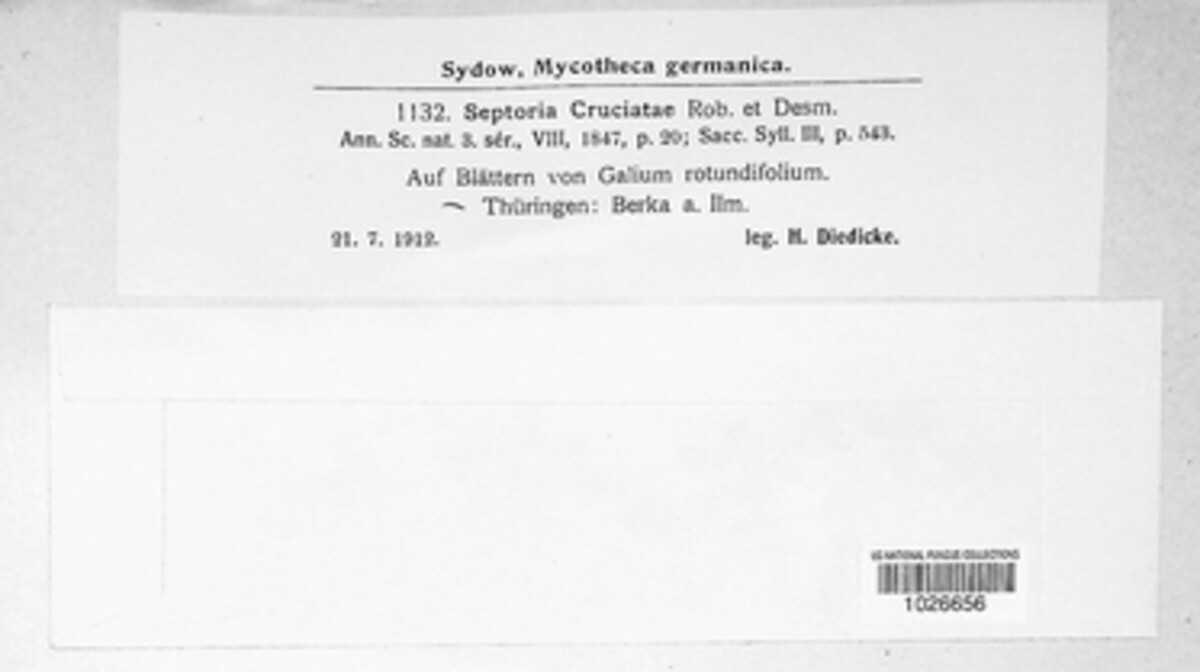 Sydow, Mycotheca germanica.
1132. Septoria Cruciatae Rob. et Desm.
Ann. Sc. nat. 3. sér., VIII, 1847, p. 20; Sacc. Syll. III, p. 543.
Auf Blättern von Galium rotundifolium.
Thüringen: Berka a. Ilm.
21. 7. 1912. leg. H. Diedicke.
US NATIONAL FUNGUS COLLECTIONS
1026656